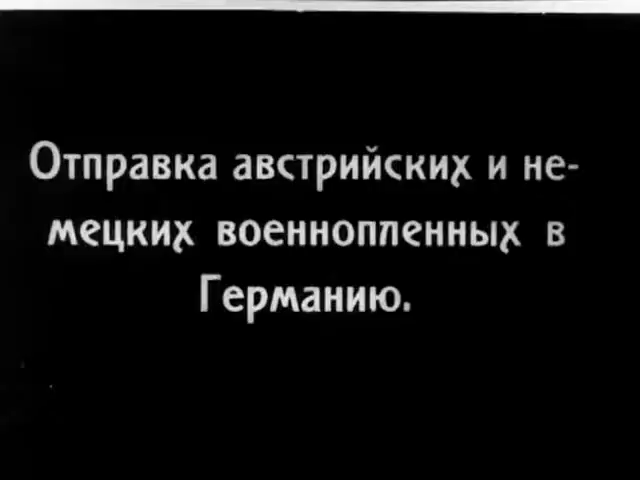 Отправка австрийских и не-
мецких военнопленных в
Германию.